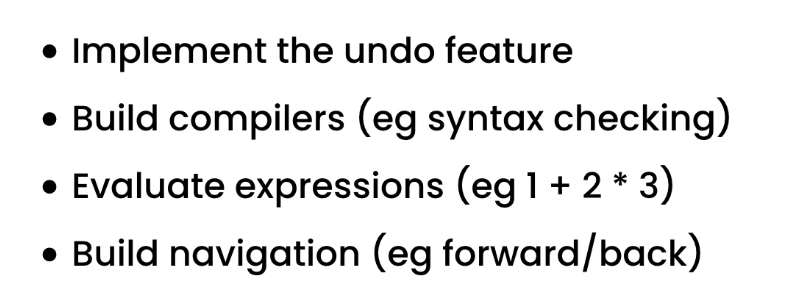 • Implement the undo feature
• Build compilers (eg syntax checking)
• Evaluate expressions (eg 1 + 2 * 3)
• Build navigation (eg forward/back)